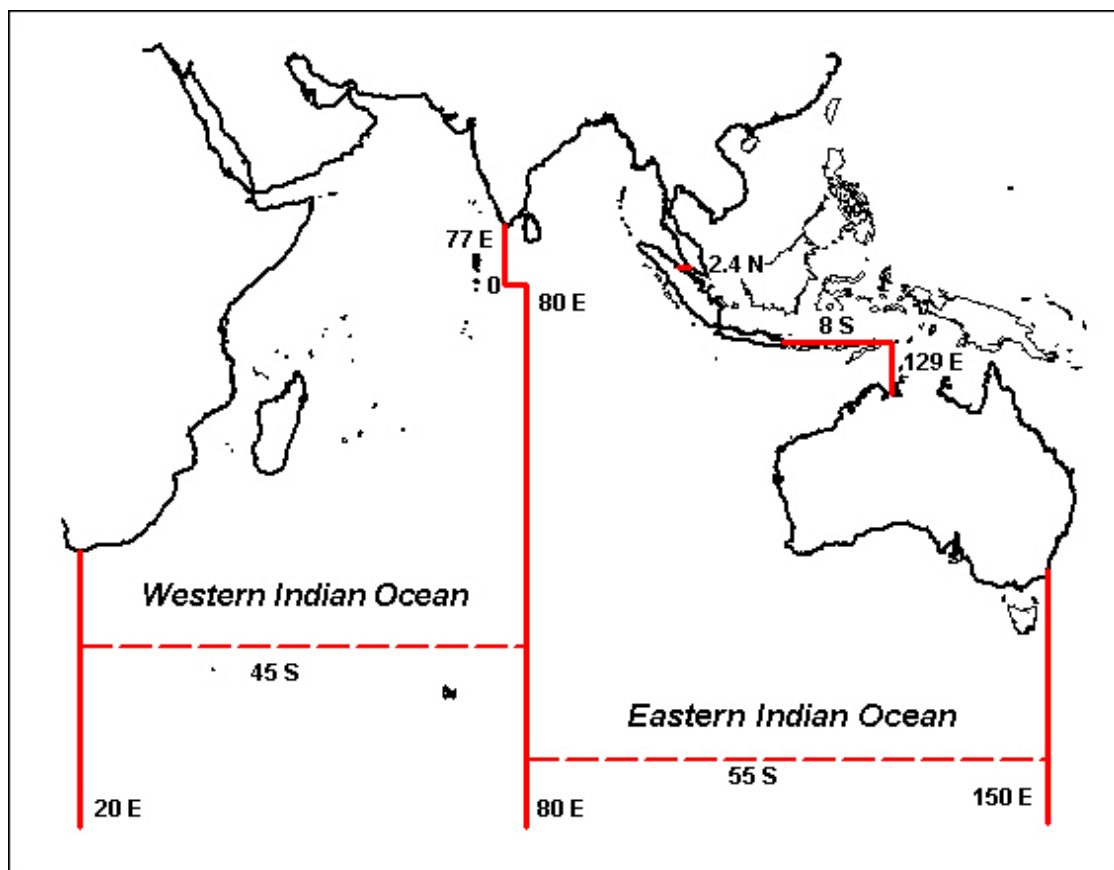 77 E
2.4 N
0
80 E
8 S
129 E
Western Indian Ocean
45 S
Eastern Indian Ocean
55 S
20 E
80 E
150 E